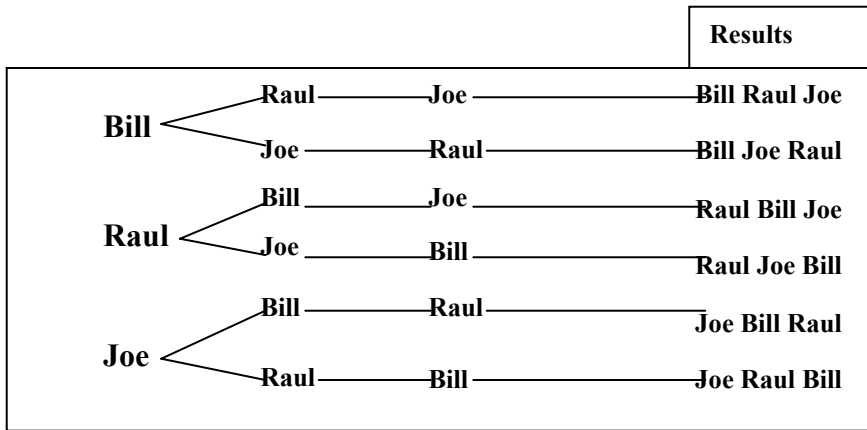 Results
Raul Joe Bill Raul Joe
Bill
Joe Raul Bill Joe Raul
Bill Joe Raul Bill Joe
Raul
Joe Bill Raul Joe Bill
Bill Raul Joe Bill Raul
Joe
Raul Bill Joe Raul Bill